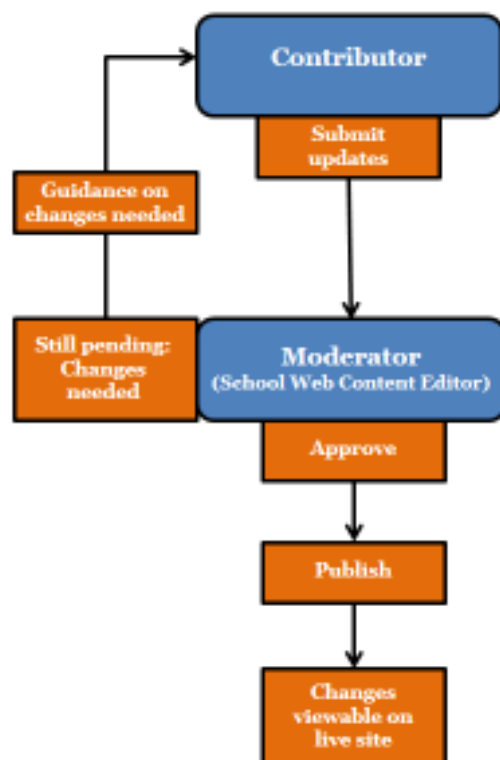 Contributor
Submit
updates
Guidance on
changes needed
Still pending:
Changes
needed
Moderator
(School Web Content Editor)
Approve
Publish
Changes
viewable on
live site